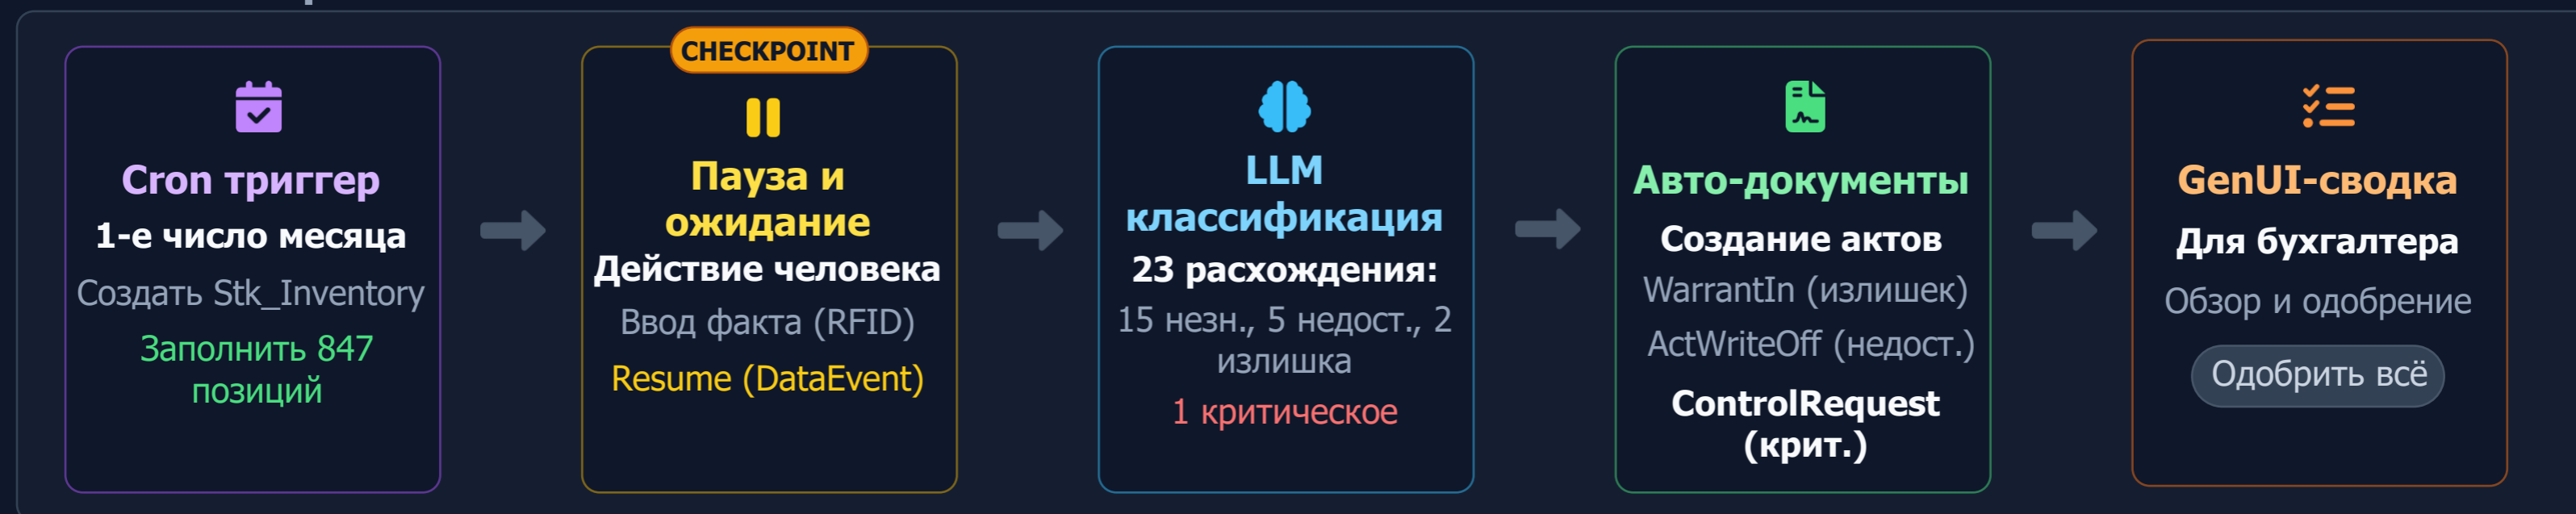 Cron триггер
1-е число месяца
Создать Stk_Inventory
Заполнить 847
позиций
CHECKPOINT
Пауза и
ожидание
Действие человека
Ввод факта (RFID)
Resume (DataEvent)
LLM
классификация
23 расхождения:
15 незн., 5 недост., 2
излишка
1 критическое
Авто-документы
Создание актов
WarrantIn (излишек)
ActWriteOff (недост.)
ControlRequest
(крит.)
GenUI-сводка
Для бухгалтера
Обзор и одобрение
Одобрить всё